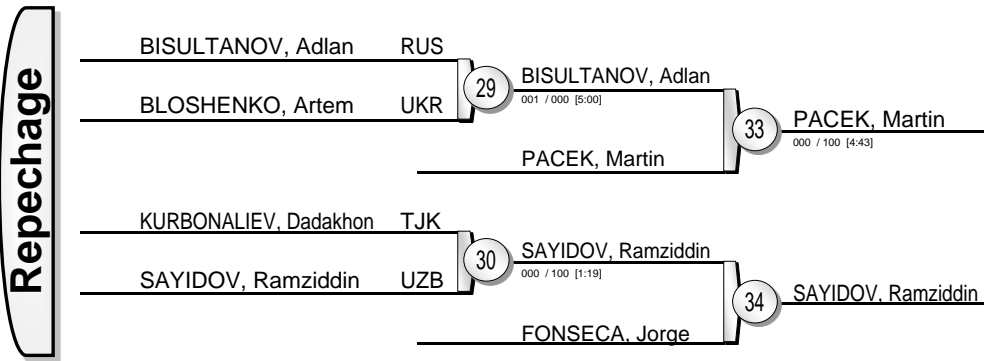 Repechage
BISULTANOV, Adlan RUS
BLOSHENKO, Artem UKR
29
BISULTANOV, Adlan
001 / 000 [5:00]
PACEK, Martin
33
PACEK, Martin
000 / 100 [4:43]
KURBONALIEV, Dadakhon TJK
SAYIDOV, Ramziddin UZB
30
SAYIDOV, Ramziddin
000 / 100 [1:19]
FONSECA, Jorge
34
SAYIDOV, Ramziddin